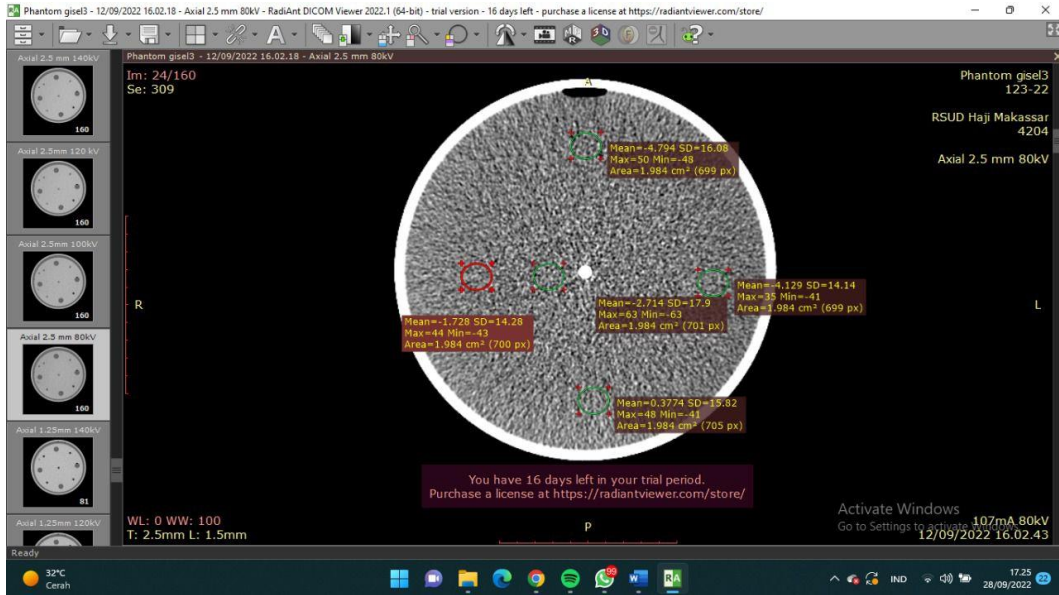 Phantom gisel3 - 12/09/2022 16.02.18 - Axial 2.5 mm 80kV - RadiAnt DICOM Viewer 2022.1 (64-bit) - trial version - 16 days left - purchase a license at https://radiantviewer.com/store/
Axial 2.5 mm 140kV
160
Axial 2.5mm 120 kV
160
Axial 2.5mm 100kV
160
Axial 2.5 mm 80kV
160
Axial 1.25mm 140kV
81
Axial 1.25mm 120kV
Phantom gisel3 - 12/09/2022 16.02.18 - Axial 2.5 mm 80kV
Im: 24/160
Se: 309
Phantom gisel3
123-22
RSUD Haji Makassar
4204
Axial 2.5 mm 80kV
A
Mean=-4.794 SD=16.08
Max=50 Min=-48
Area=1.984 cm² (699 px)
R
L
Mean=-4.129 SD=14.14
Max=35 Min=-41
Area=1.984 cm² (699 px)
Mean=-2.714 SD=17.9
Max=63 Min=-63
Area=1.984 cm² (701 px)
Mean=-1.728 SD=14.28
Max=44 Min=-43
Area=1.984 cm² (700 px)
Mean=0.3774 SD=15.82
Max=48 Min=-41
Area=1.984 cm² (705 px)
You have 16 days left in your trial period.
Purchase a license at https://radiantviewer.com/store/
WL: 0 WW: 100
T: 2.5mm L: 1.5mm
P
Activate Windows
Go to Settings to activate Windows.
107mA 80kV
12/09/2022 16.02.43
Ready
32°C
Cerah
99
RA
IND
17.25
28/09/2022
22